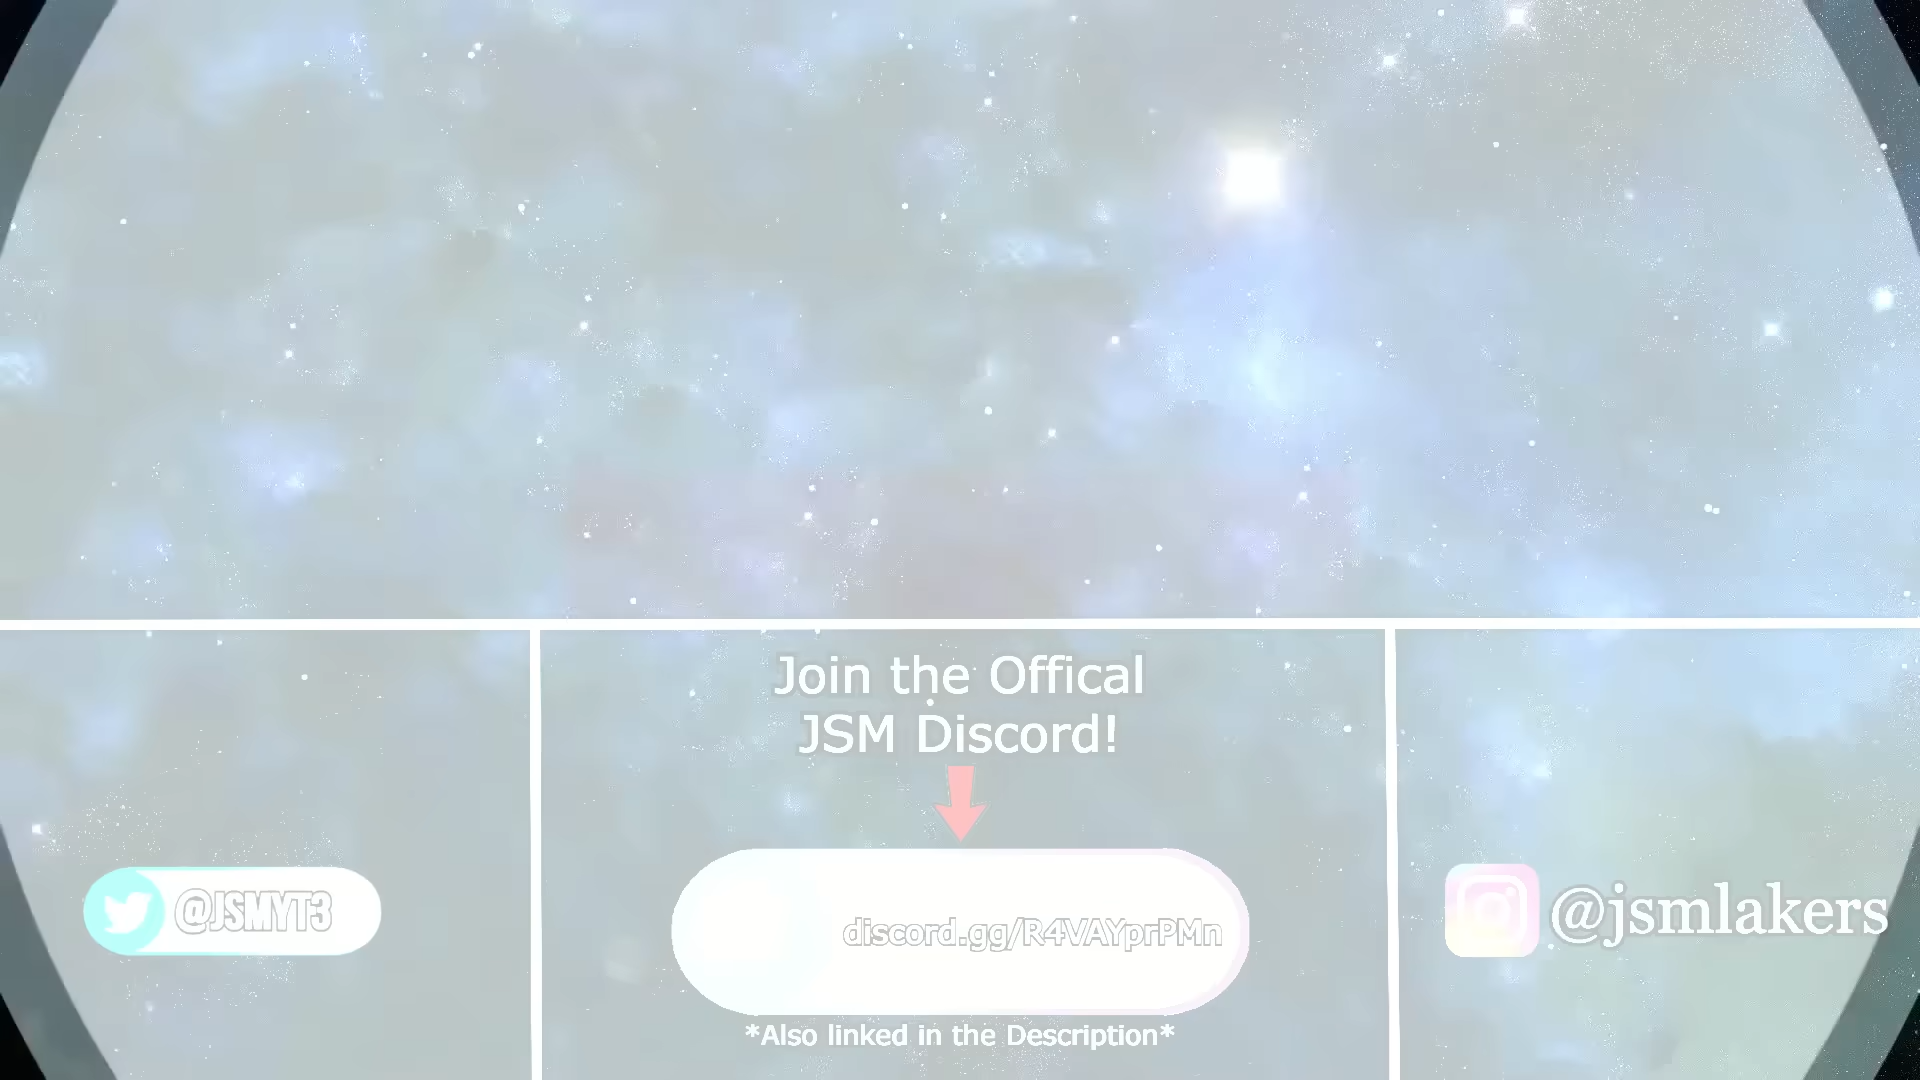 Join the Offical
JSM Discord!
@JSMYT3
discord.gg/R4VAYprPMn
@jsmlakers
*Also linked in the Description*